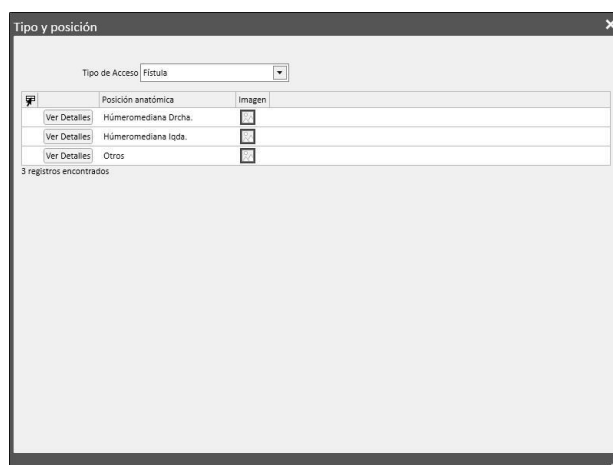 Tipo y posición
Tipo de Acceso Fístula
Posición anatómica Imagen
Ver Detalles Húmeromediana Drcha.
Ver Detalles Húmeromediana Iqda.
Ver Detalles Otros
3 registros encontrados